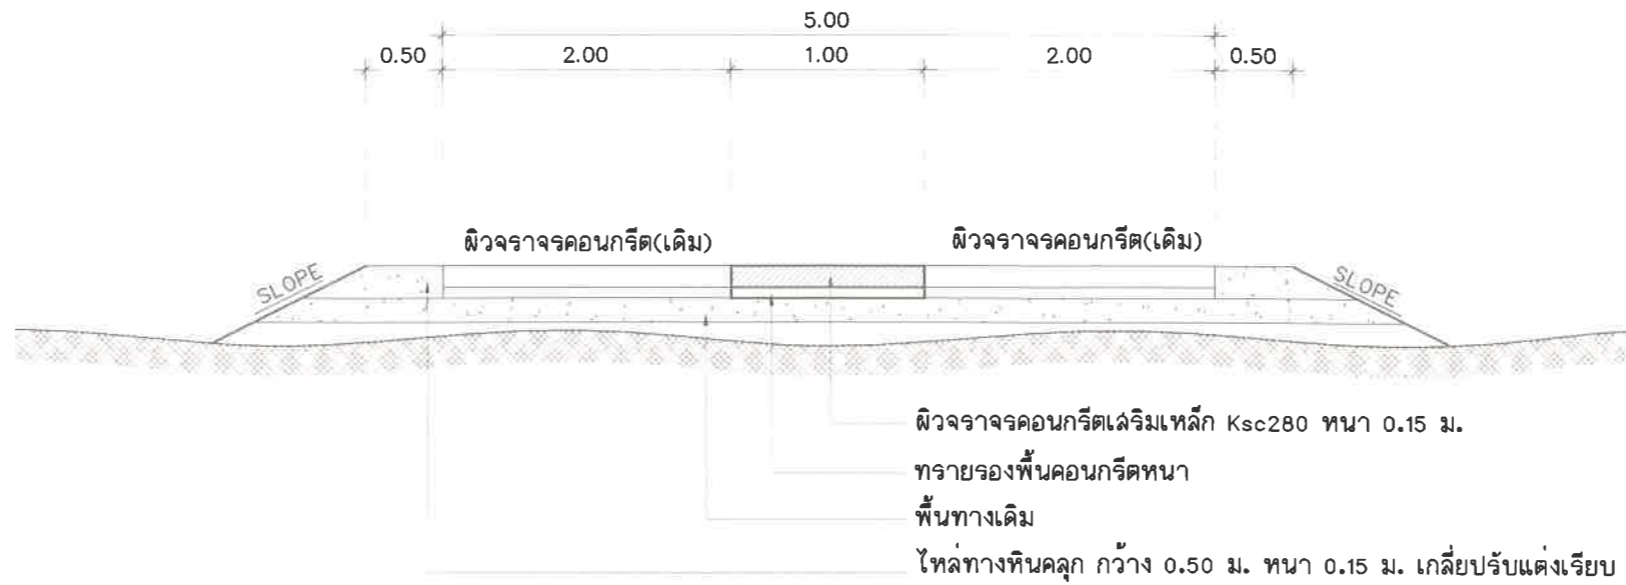 5.00
0.50 2.00 1.00 2.00 0.50
ผิวจราจรคอนกรีต(เดิม) ผิวจราจรคอนกรีต(เดิม)
SLOPE SLOPE
ผิวจราจรคอนกรีตเสริมเหล็ก Ksc280 หนา 0.15 ม.
ทรายรองพื้นคอนกรีตหนา
พื้นทางเดิม
ไหล่ทางหินคลุก กว้าง 0.50 ม. หนา 0.15 ม. เกลี่ยปรับแต่งเรียบ